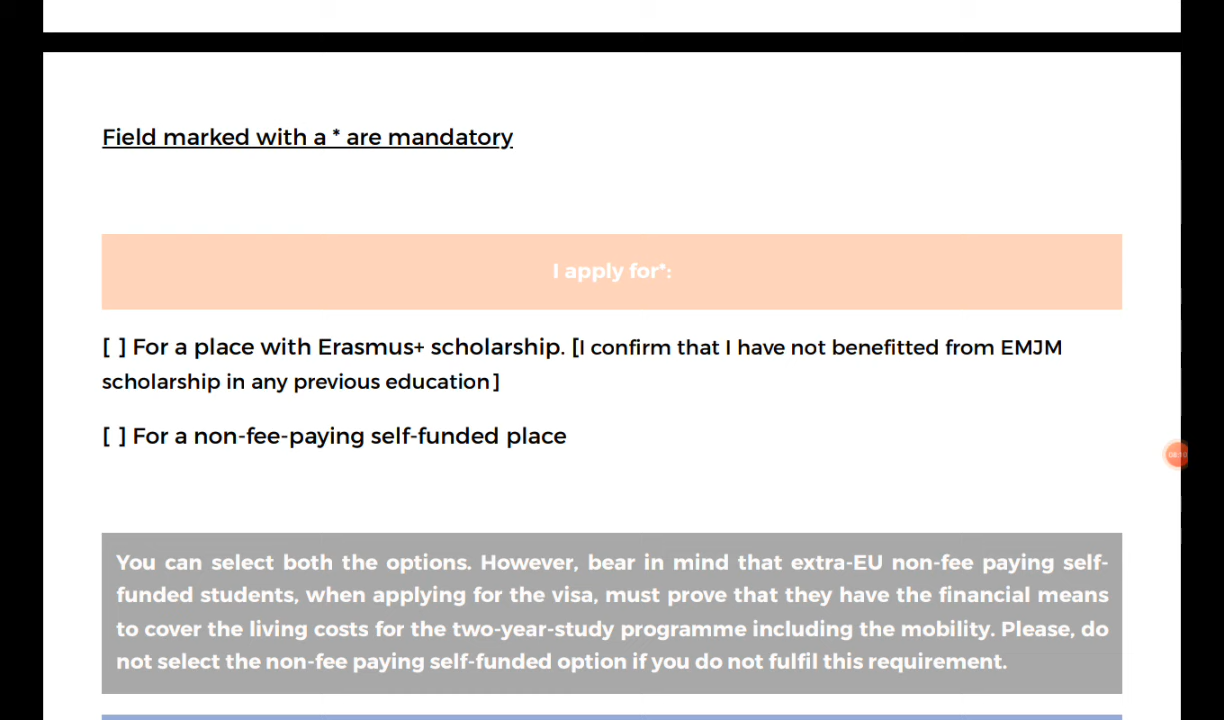 Field marked with a * are mandatory
I apply for*:
[ ] For a place with Erasmus+ scholarship. [I confirm that I have not benefitted from EMJM
scholarship in any previous education]
[ ] For a non-fee-paying self-funded place
You can select both the options. However, bear in mind that extra-EU non-fee paying self-
funded students, when applying for the visa, must prove that they have the financial means
to cover the living costs for the two-year-study programme including the mobility. Please, do
not select the non-fee paying self-funded option if you do not fulfil this requirement.